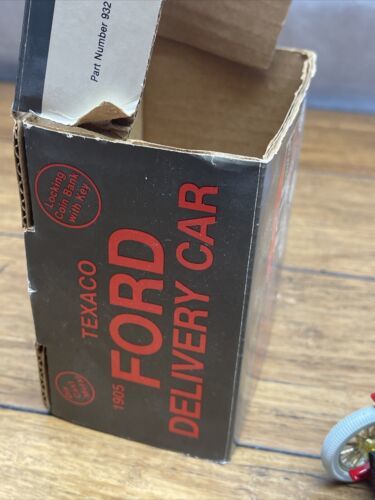 Part Number 932
Locking
Coin Bank
with Key
TEXACO
1905
FORD
DELIVERY CAR